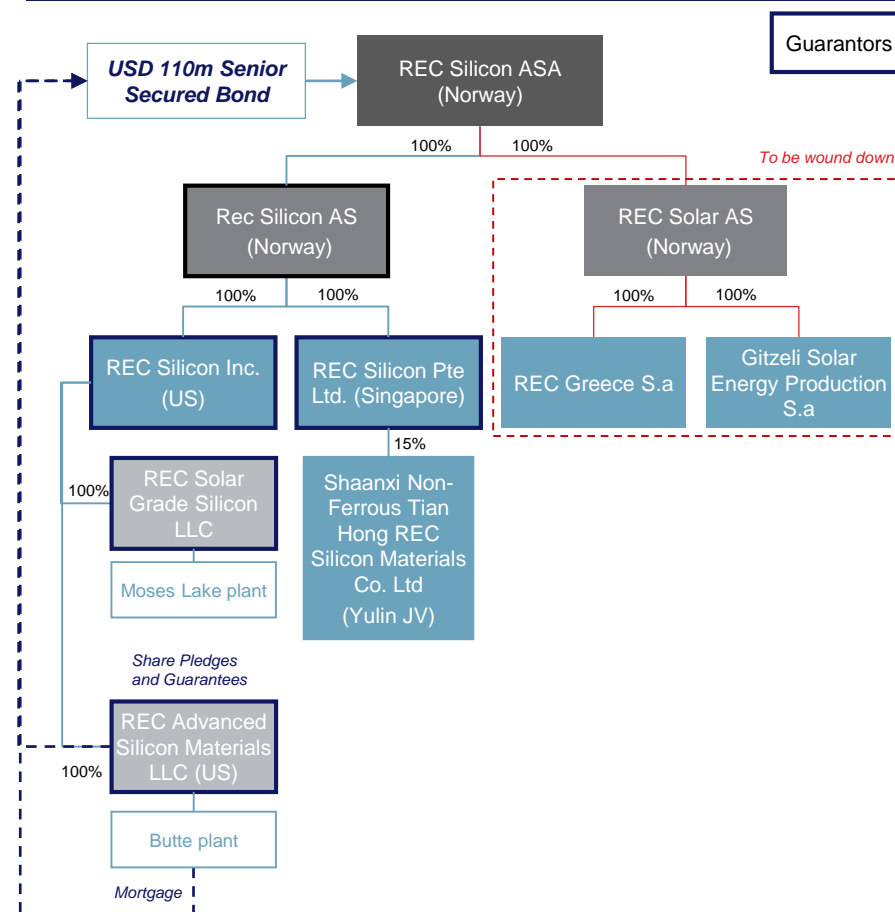 Guarantors
USD 110m Senior
Secured Bond
REC Silicon ASA
(Norway)
100%
100%
To be wound down
Rec Silicon AS
(Norway)
REC Solar AS
(Norway)
100%
100%
100%
100%
REC Silicon Inc.
(US)
REC Silicon Pte
Ltd. (Singapore)
REC Greece S.a
Gitzeli Solar
Energy Production
S.a
15%
100%
REC Solar
Grade Silicon
LLC
Shaanxi Non-
Ferrous Tian
Hong REC
Silicon Materials
Co. Ltd
(Yulin JV)
Moses Lake plant
Share Pledges
and Guarantees
REC Advanced
Silicon Materials
LLC (US)
100%
Butte plant
Mortgage